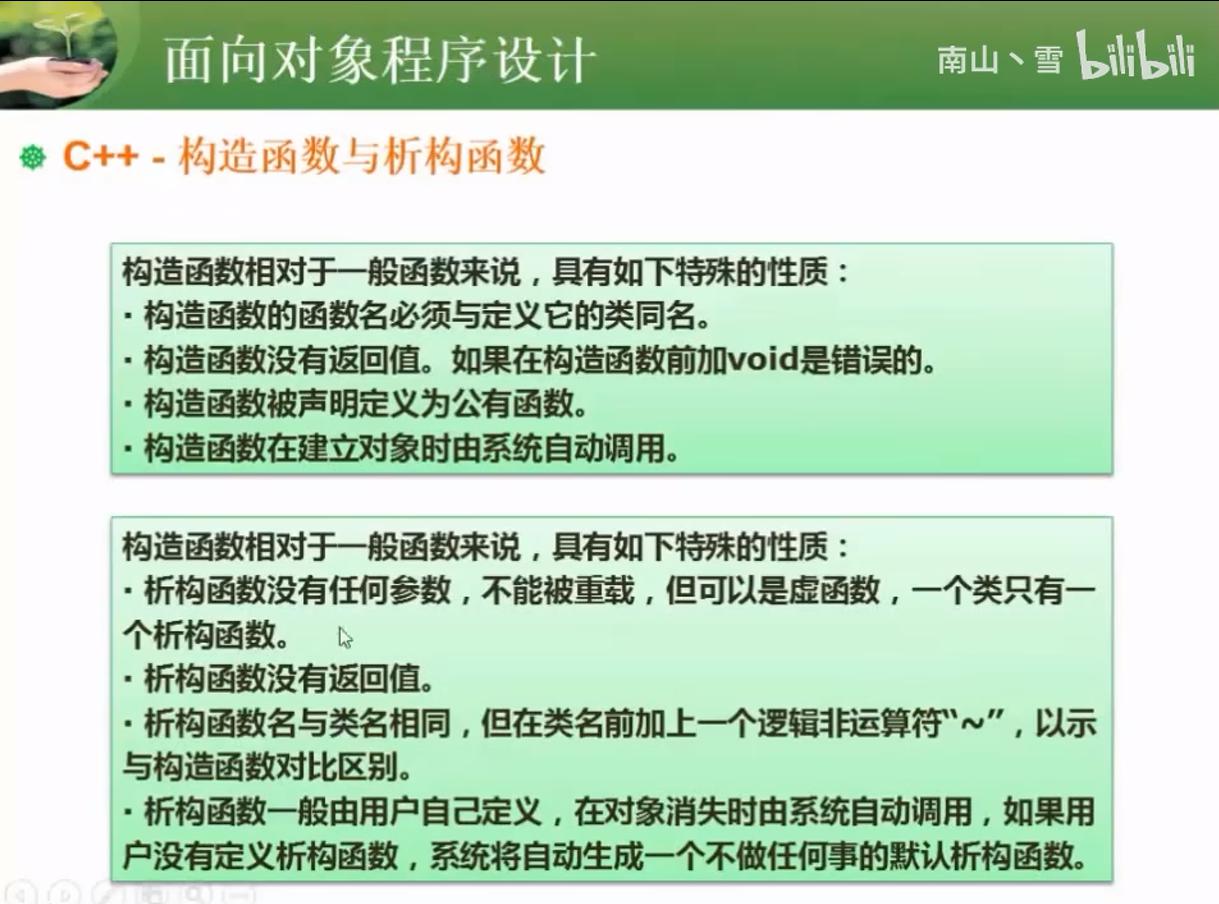 面向对象程序设计
南山丶雪 bilibili
C++ - 构造函数与析构函数
构造函数相对于一般函数来说，具有如下特殊的性质：
· 构造函数的函数名必须与定义它的类同名。
· 构造函数没有返回值。如果在构造函数前加void是错误的。
· 构造函数被声明定义为公有函数。
· 构造函数在建立对象时由系统自动调用。
构造函数相对于一般函数来说，具有如下特殊的性质：
· 析构函数没有任何参数，不能被重载，但可以是虚函数，一个类只有一
个析构函数。
· 析构函数没有返回值。
· 析构函数名与类名相同，但在类名前加上一个逻辑非运算符“~”，以示
与构造函数对比区别。
· 析构函数一般由用户自己定义，在对象消失时由系统自动调用，如果用
户没有定义析构函数，系统将自动生成一个不做任何事的默认析构函数。